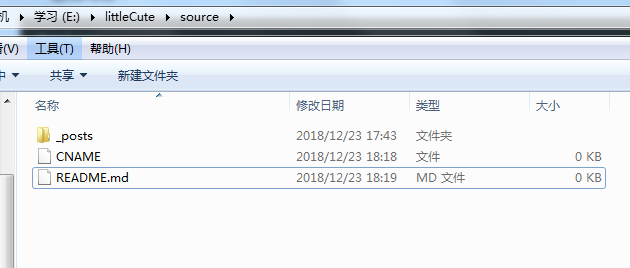 机 ▸ 学习 (E:) ▸ littleCute ▸ source ▸
(V) 工具(T) 帮助(H)
中 ▼ 共享 ▼ 新建文件夹
名称 修改日期 类型 大小
_posts 2018/12/23 17:43 文件夹
CNAME 2018/12/23 18:18 文件 0 KB
README.md 2018/12/23 18:19 MD 文件 0 KB